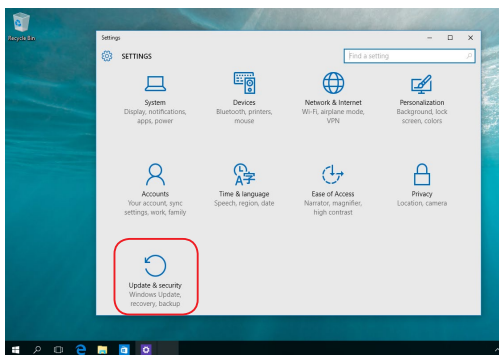 Recycle Bin
Settings
SETTINGS
Find a setting
System
Display, notifications,
apps, power
Devices
Bluetooth, printers,
mouse
Network & Internet
Wi-Fi, airplane mode,
VPN
Personalization
Background, lock
screen, colors
Accounts
Your account, sync
settings, work, family
Time & language
Speech, region, date
Ease of Access
Narrator, magnifier,
high contrast
Privacy
Location, camera
Update & security
Windows Update,
recovery, backup